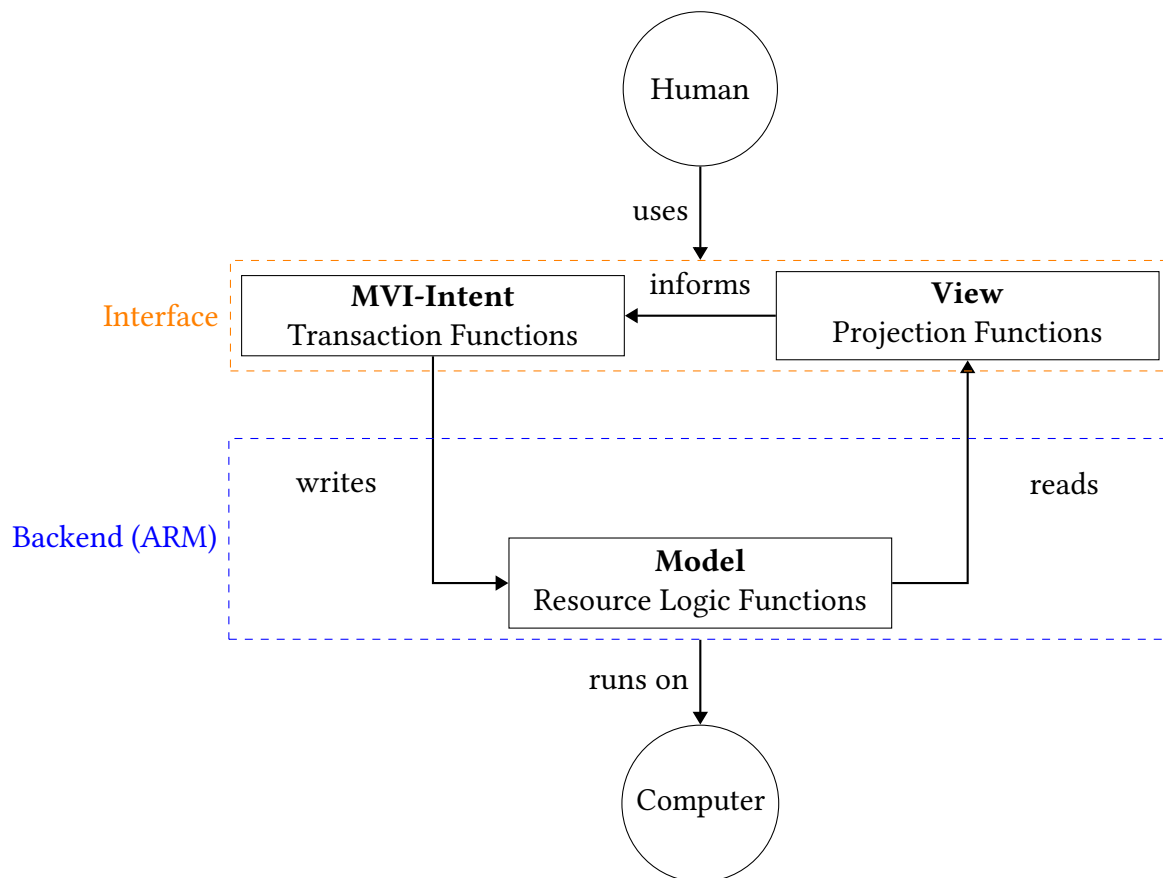 Human
uses
informs
MVI-Intent
Transaction Functions
View
Projection Functions
Interface
writes
reads
Backend (ARM)
Model
Resource Logic Functions
runs on
Computer